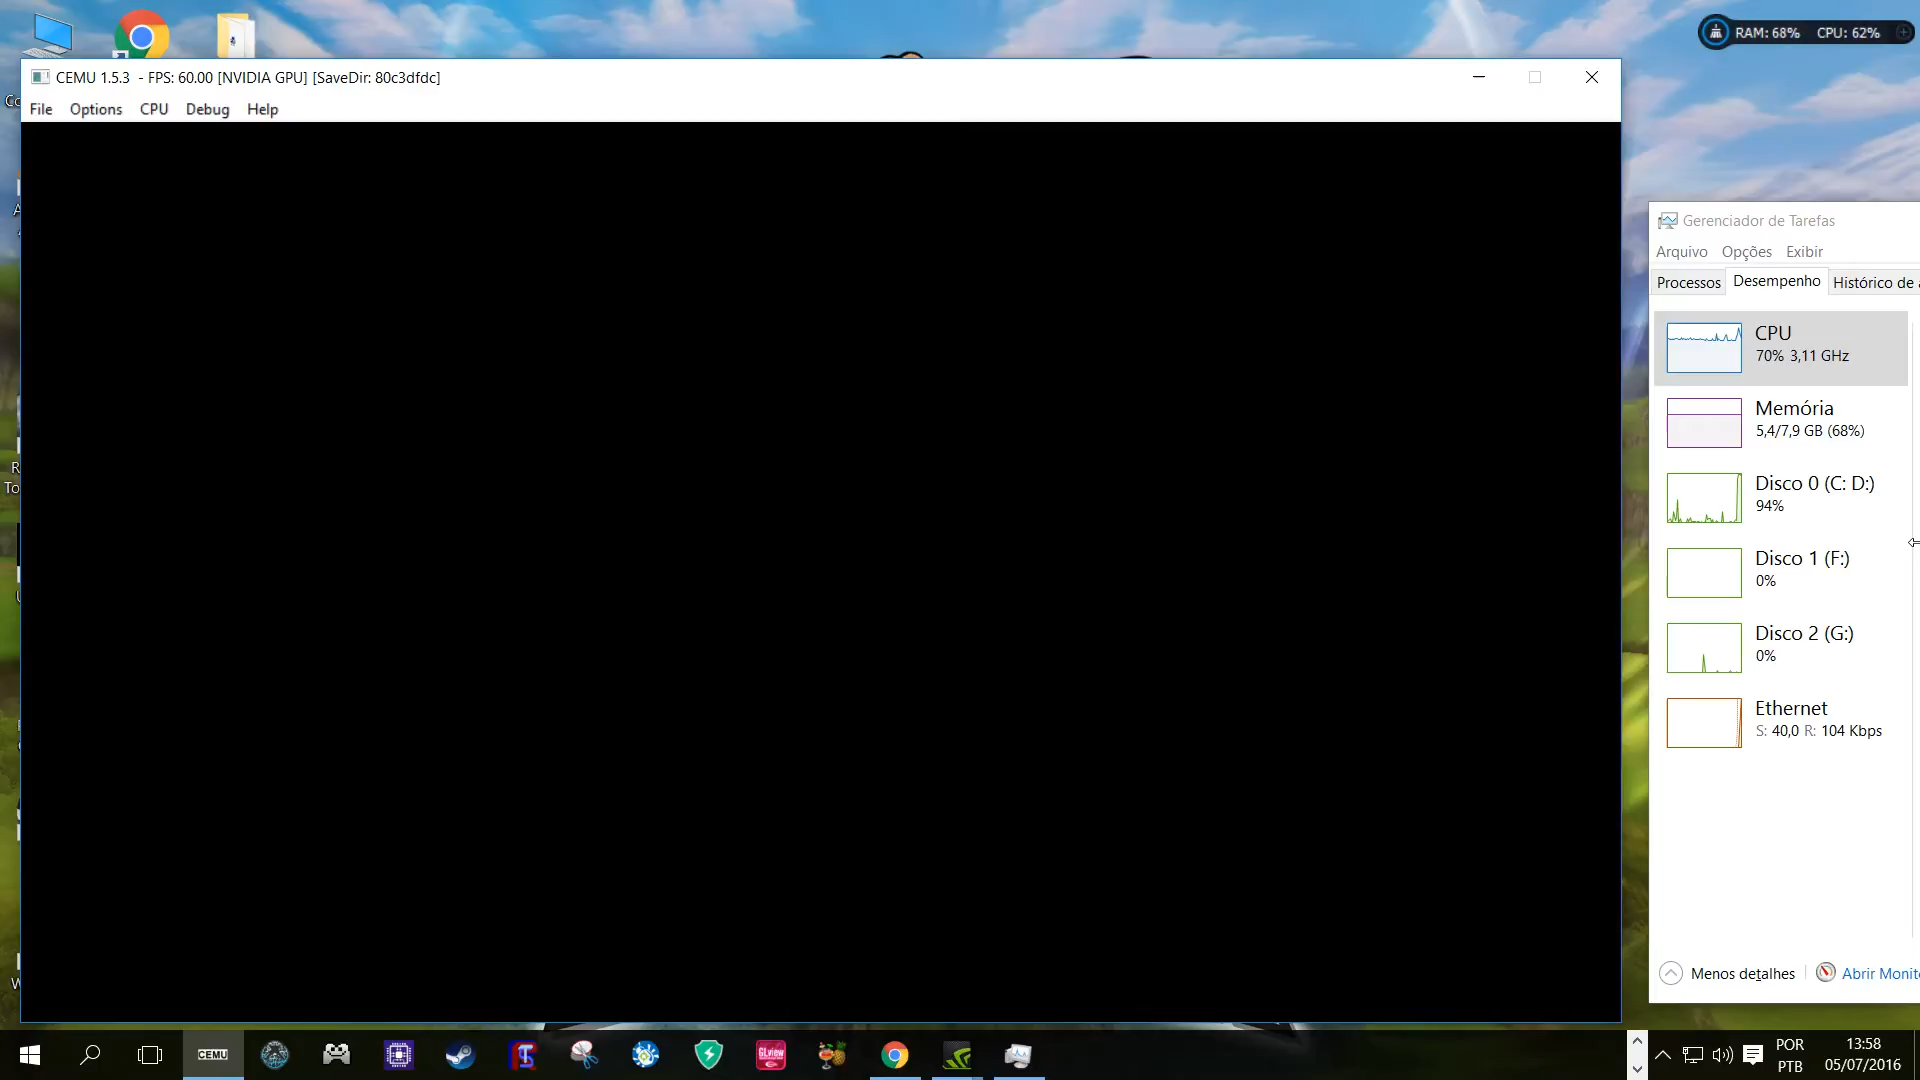 RAM: 68% CPU: 62%
CEMU 1.5.3 - FPS: 60.00 [NVIDIA GPU] [SaveDir: 80c3dfdc]
File Options CPU Debug Help
Gerenciador de Tarefas
Arquivo Opções Exibir
Processos Desempenho Histórico de
CPU
70% 3,11 GHz
Memória
5,4/7,9 GB (68%)
Disco 0 (C: D:)
94%
Disco 1 (F:)
0%
Disco 2 (G:)
0%
Ethernet
S: 40,0 R: 104 Kbps
Menos detalhes Abrir Monit
CEMU
GLview
POR
PTB
13:58
05/07/2016